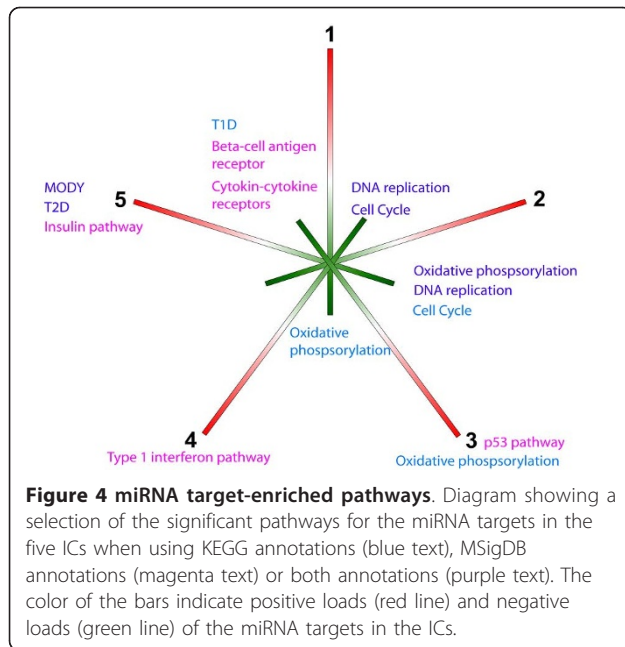 1
T1D
Beta-cell antigen
receptor
Cytokin-cytokine
receptors
DNA replication
Cell Cycle
MODY
T2D
Insulin pathway
5
2
Oxidative phospsorylation
DNA replication
Cell Cycle
Oxidative
phospsorylation
4
Type 1 interferon pathway
3 p53 pathway
Oxidative phospsorylation
Figure 4 miRNA target-enriched pathways. Diagram showing a
selection of the significant pathways for the miRNA targets in the
five ICs when using KEGG annotations (blue text), MSigDB
annotations (magenta text) or both annotations (purple text). The
color of the bars indicate positive loads (red line) and negative
loads (green line) of the miRNA targets in the ICs.